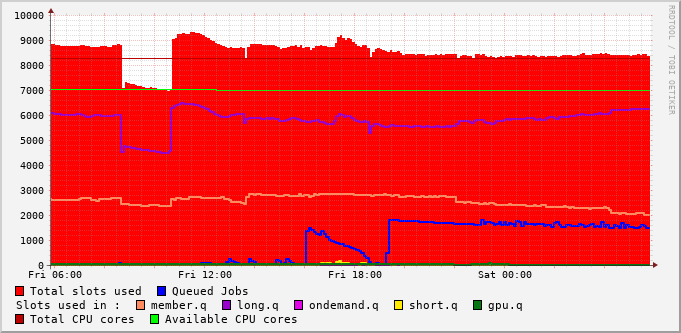 10000
9000
8000
7000
6000
5000
4000
3000
2000
1000
0
Fri 06:00 Fri 12:00 Fri 18:00 Sat 00:00
Total slots used Queued Jobs
Slots used in : member.q long.q ondemand.q short.q gpu.q
Total CPU cores Available CPU cores
RRDTOOL / TOBI OETIKER